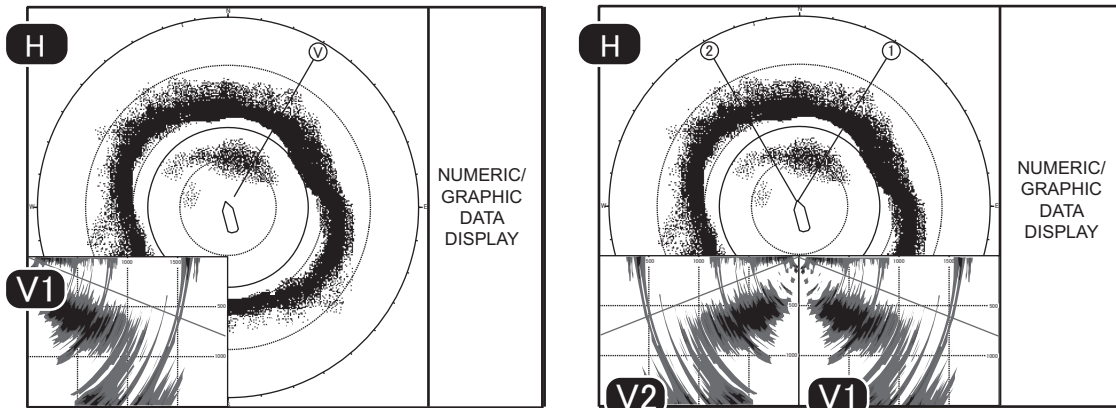 H
N
V
W
E
NUMERIC/
GRAPHIC
DATA
DISPLAY
V1
1000
1500
500
1000
H
N
2
1
W
E
NUMERIC/
GRAPHIC
DATA
DISPLAY
500
1000
1000
1500
500
500
1000
1000
V2
V1